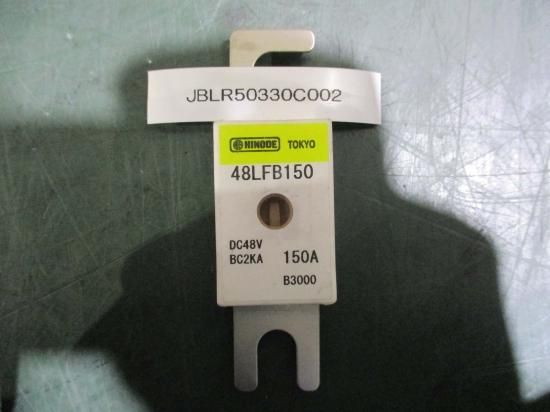 JBLR50330C002
HINODE TOKYO
48LFB150
DC48V
BC2KA 150A
B3000